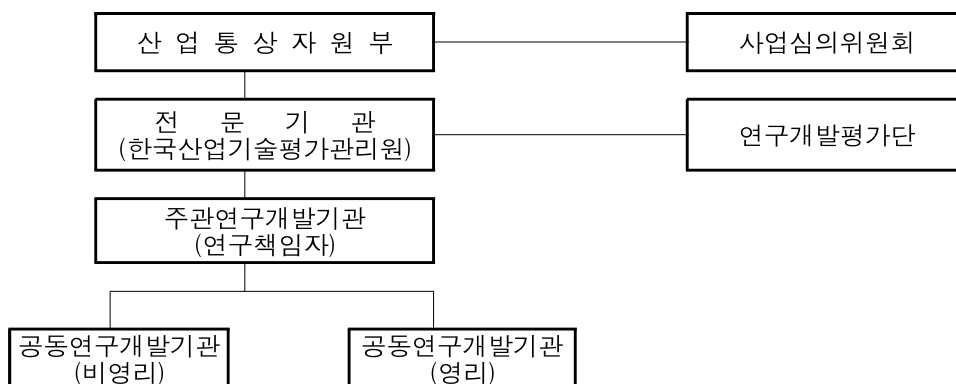 산 업 통 상 자 원 부
사업심의위원회
전 문 기 관
(한국산업기술평가관리원)
연구개발평가단
주관연구개발기관
(연구책임자)
공동연구개발기관
(비영리)
공동연구개발기관
(영리)